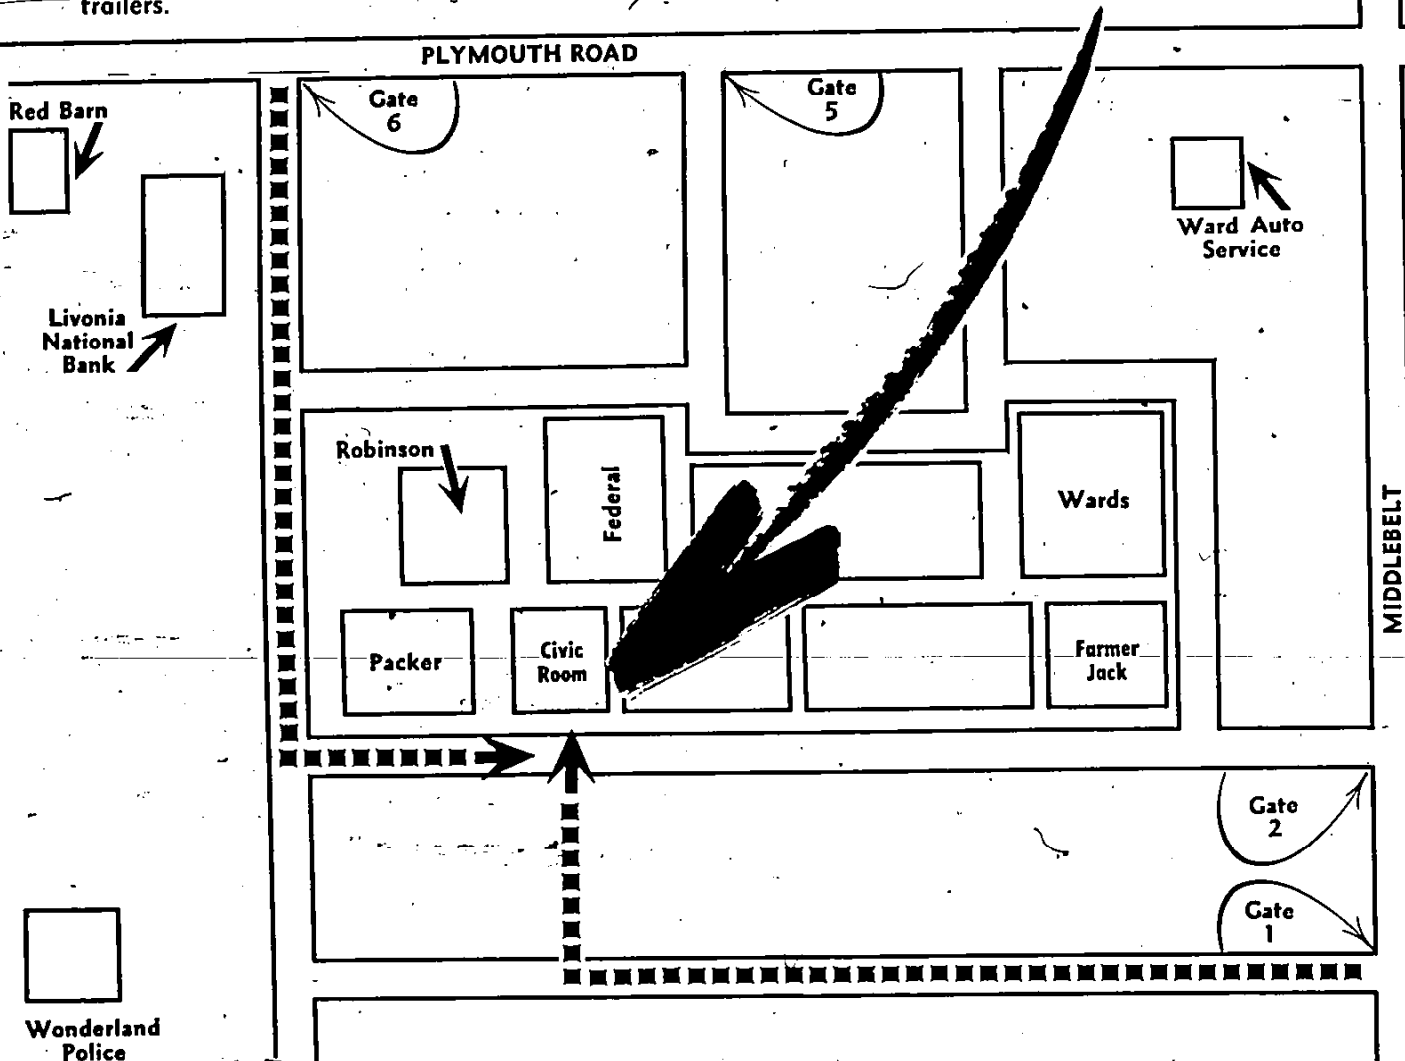 trailers.
PLYMOUTH ROAD
Gate
6
Gate
5
Red Barn
Ward Auto
Service
Livonia
National
Bank
Robinson
Federal
Wards
MIDDLEBELT
Packer
Civic
Room
Farmer
Jack
Gate
2
Gate
1
Wonderland
Police